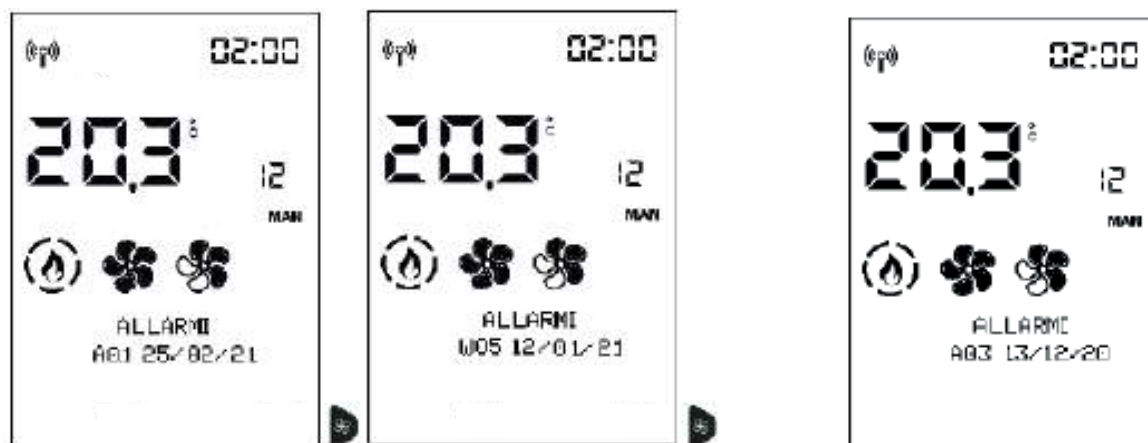 02:00
20.3 °C
12
MAN
ALLARMI
A01 25/02/21
02:00
20.3 °C
12
MAN
ALLARMI
W05 12/01/21
02:00
20.3 °C
12
MAN
ALLARMI
A03 13/12/20